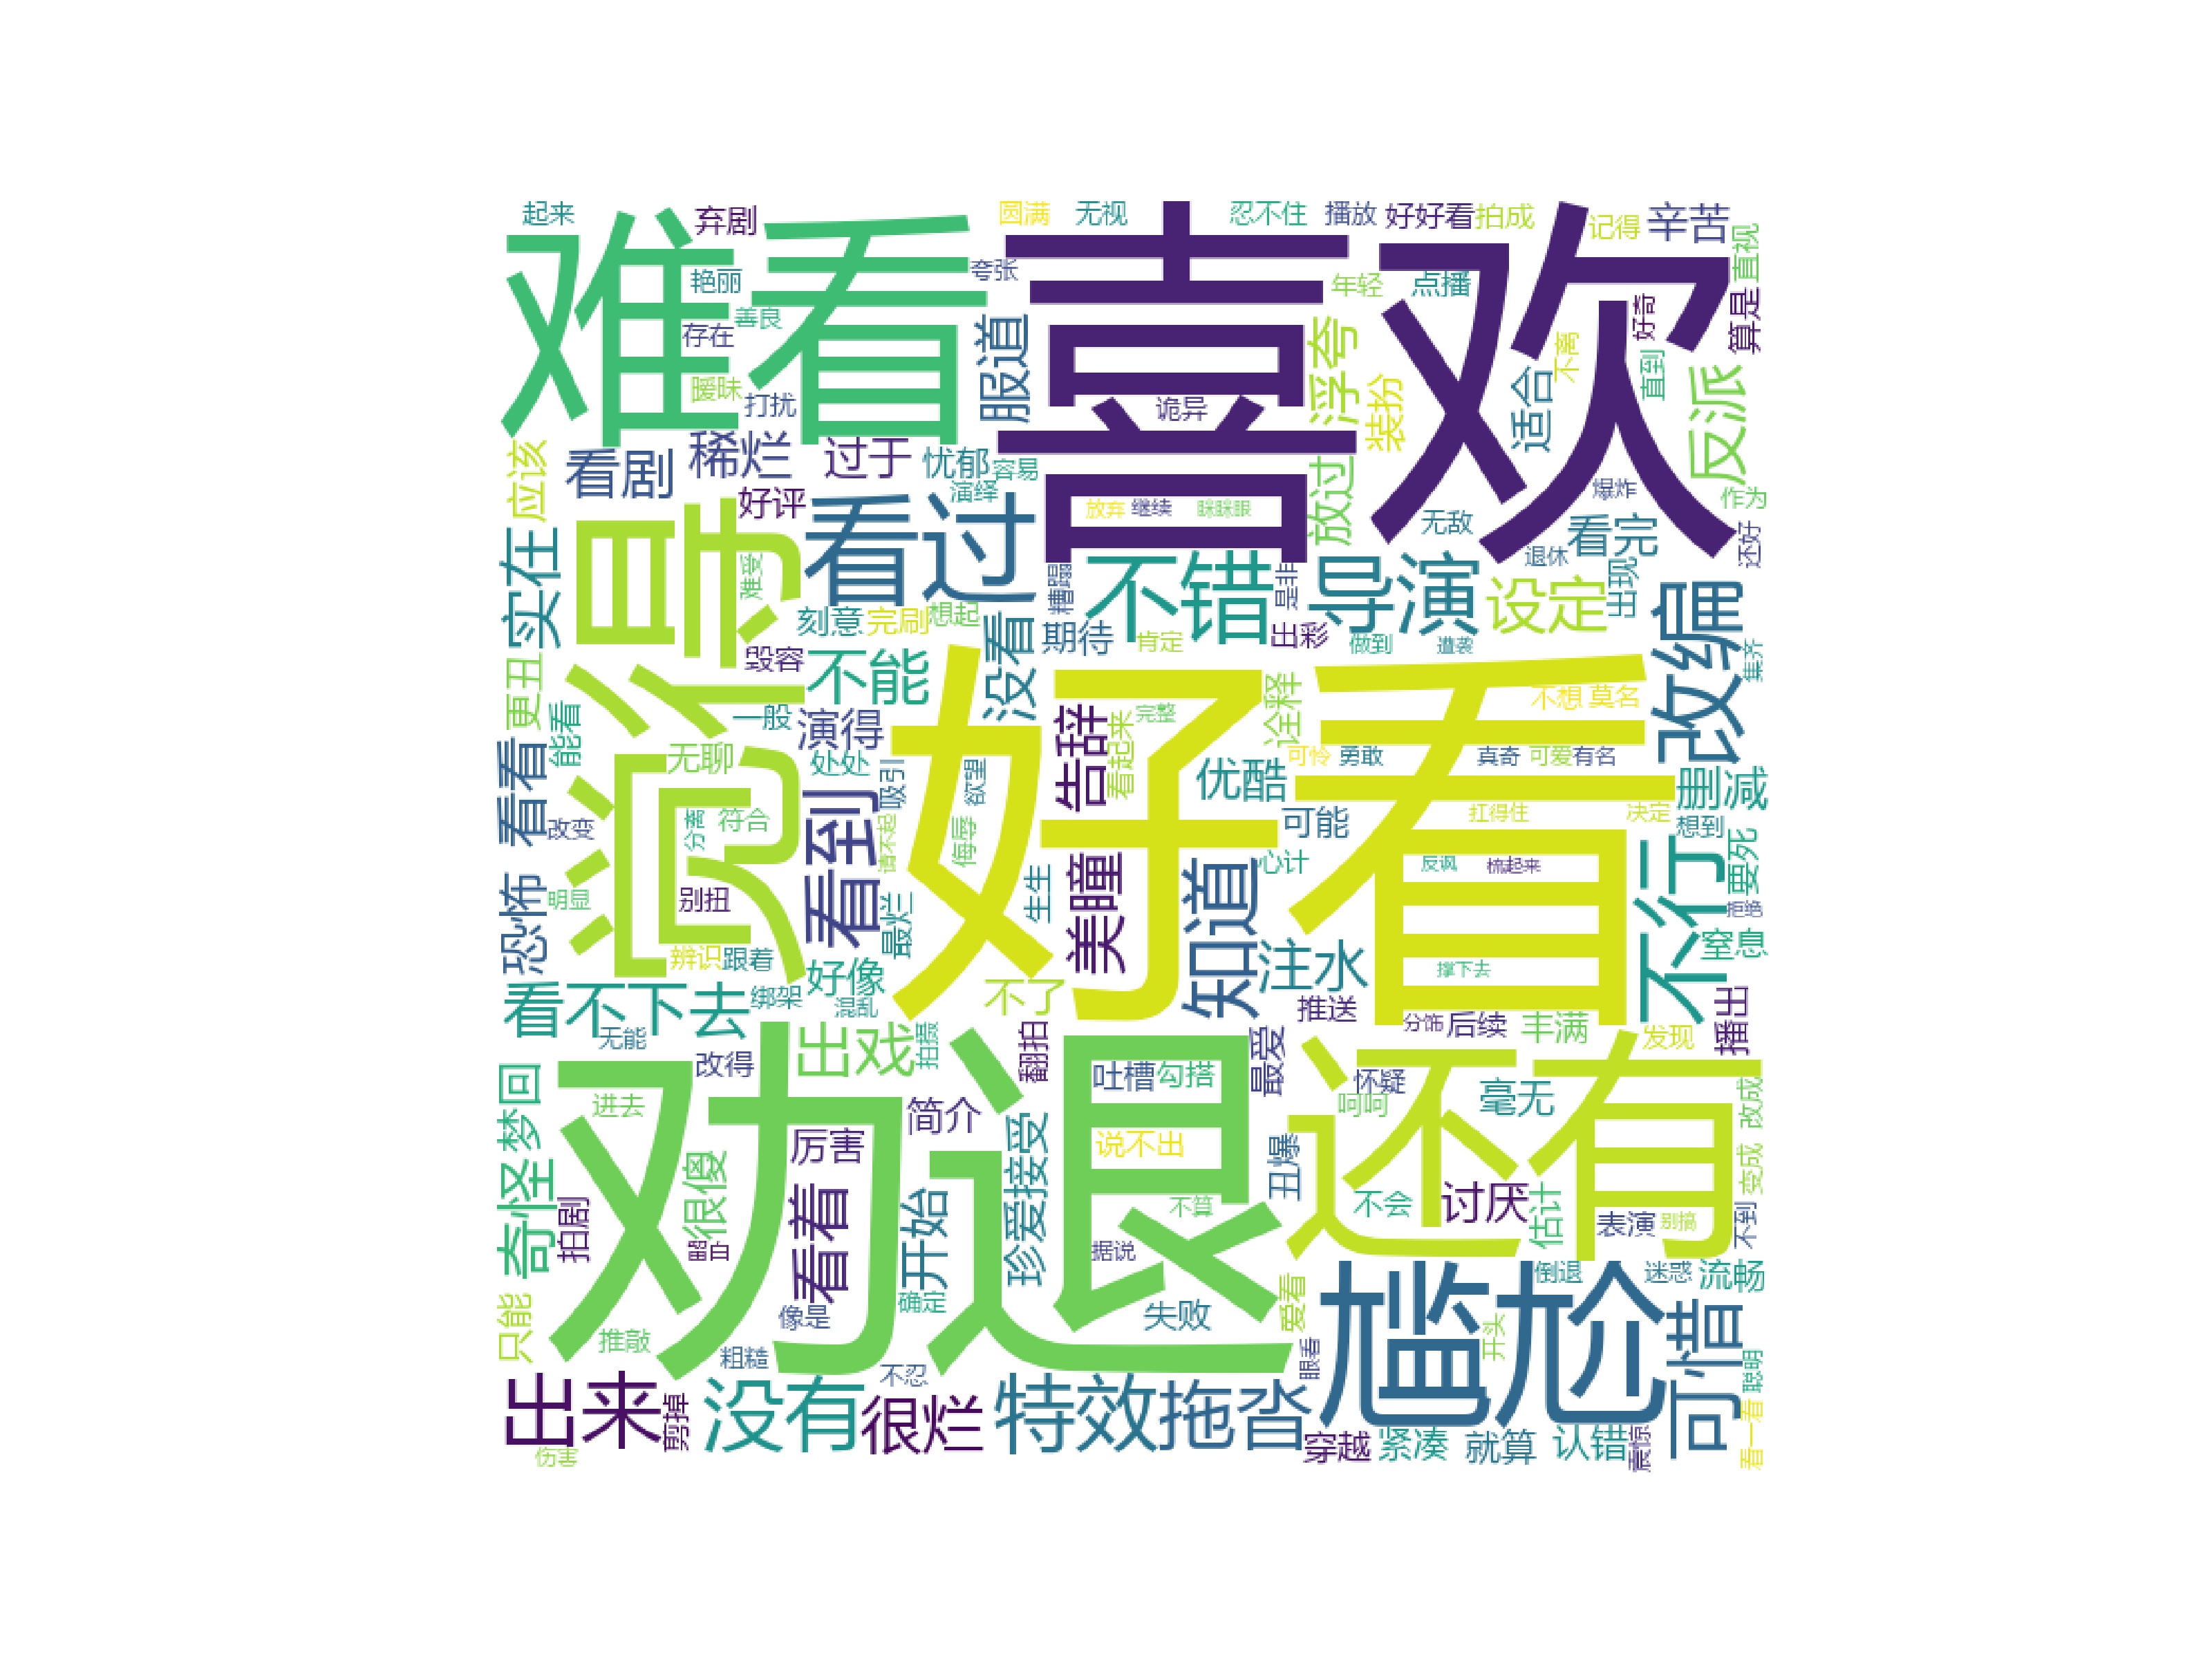 起来
弃剧
圆满
无视
忍不住
播放
好好看
拍成
记得
辛苦
直视
难看
喜欢
艳丽
夸张
年轻
点播
好奇
算是
善良
存在
服道
浮夸
不离
直到
暧昧
打扰
诡异
装扮
适合
反派
稀烂
过于
忧郁
容易
看剧
应该
好评
演绎
放弃
继续
眯眯眼
放过
爆炸
作为
无敌
看完
还好
退休
觉得
看过
实在
难受
不错
导演
设定
出现
改编
糟蹋
是非
刻意
完刷
想起
没看
期待
肯定
出彩
做到
遭袭
集齐
毁容
不能
更丑
能看
一般
演得
好看
告辞
完整
看起来
诠释
不想
莫名
无聊
处处
可怜
勇敢
真奇
可爱
有名
优酷
删减
看看
改变
分离
符合
看到
吸引
欲望
请不起
侮辱
可能
扛得住
决定
想到
心计
反讽
梳起来
要死
不行
恐怖
明显
别扭
最烂
生生
美瞳
知道
拒绝
窒息
辨识
跟着
好像
注水
撑下去
看不下去
绑架
混乱
不了
推送
分饰
后续
丰满
播出
无能
出戏
拍摄
翻拍
最爱
发现
改得
劝退
还有
吐槽
勾搭
怀疑
呵呵
毫无
改成
梦回
进去
简介
奇怪
很傻
厉害
珍爱
接受
说不出
丑爆
变成
拍剧
留白
看着
开始
不算
不会
讨厌
估计
表演
别搞
不到
据说
倒退
迷惑
流畅
只能
像是
确定
爱看
尴尬
可惜
推敲
失败
开头
粗糙
不忍
眼看
聪明
出来
剪掉
没有
很烂
特效
拖沓
看一看
穿越
紧凑
就算
认错
震惊
伤害